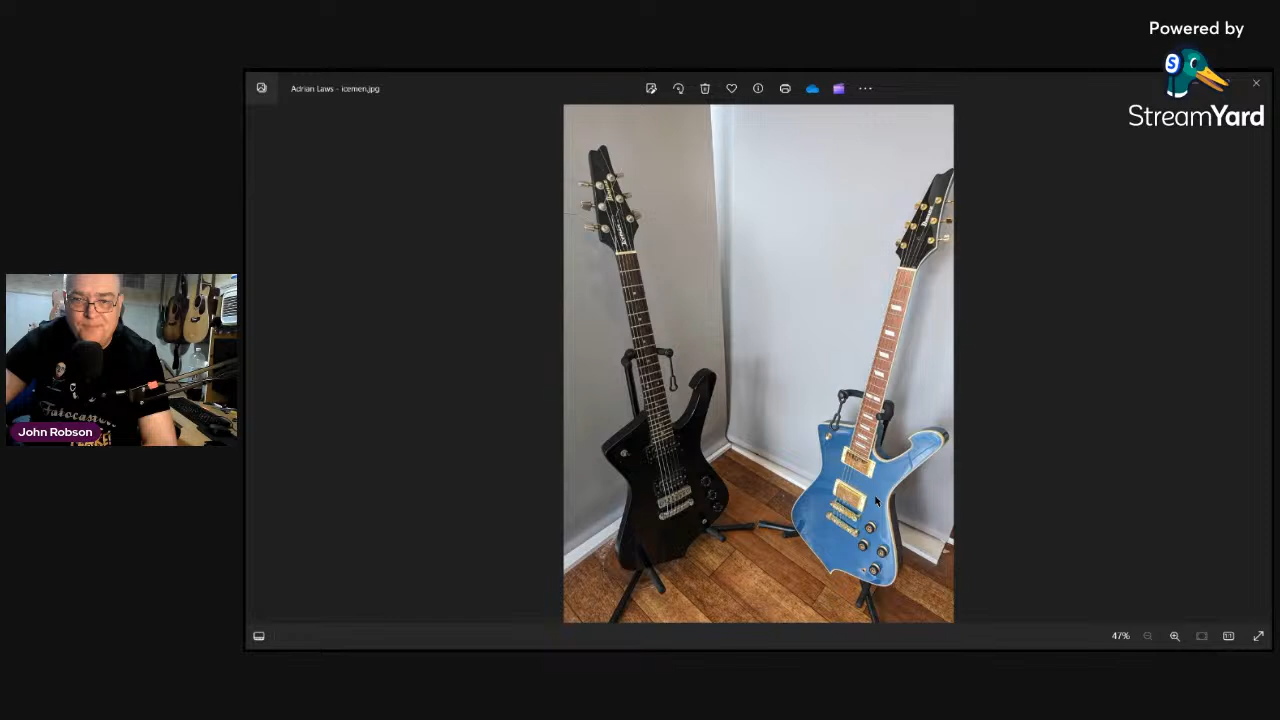 Powered by
StreamYard
Adrian Laws - icemen.jpg
John Robson
47%